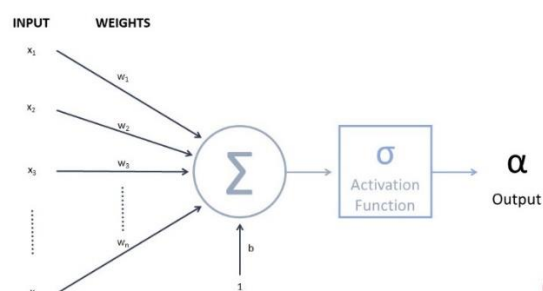 INPUT WEIGHTS
x1
w1
x2
w2
x3
w3
Σ
σ
Activation
Function
α
Output
wn
b
1